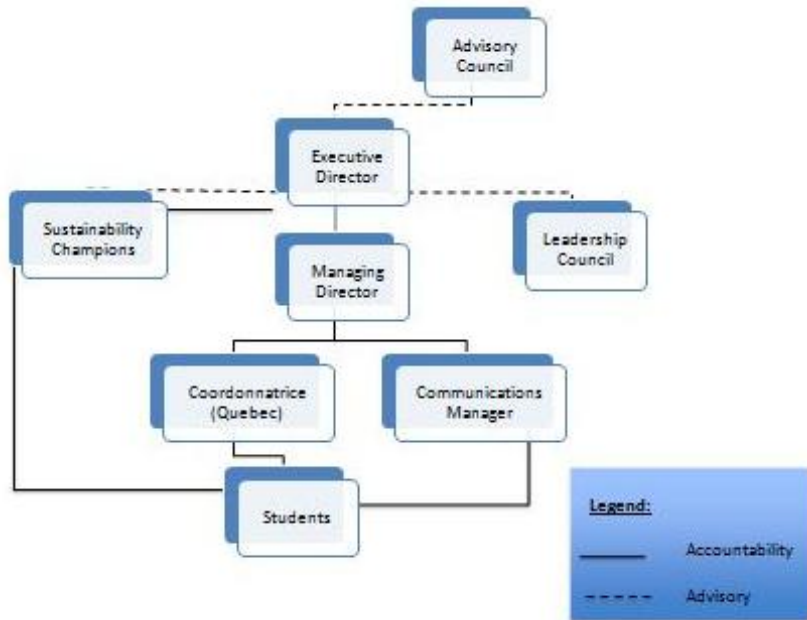 Advisory
Council
Executive
Director
Sustainability
Champions
Leadership
Council
Managing
Director
Coordonnatrice
(Quebec)
Communications
Manager
Students
Legend:
Accountability
Advisory